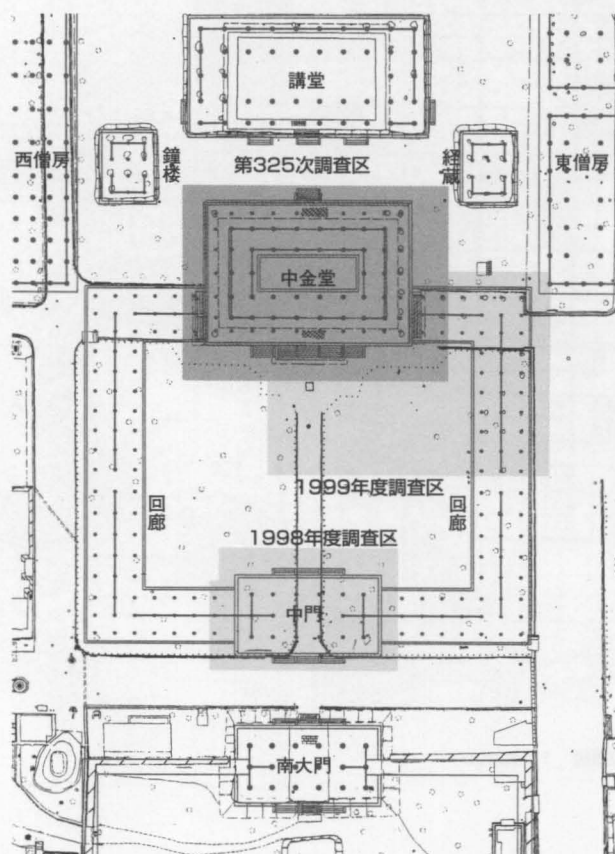 講堂
西僧房
鐘楼
第325次調査区
経蔵
東僧房
中金堂
1999年度調査区
回廊
回廊
1998年度調査区
中門
南大門